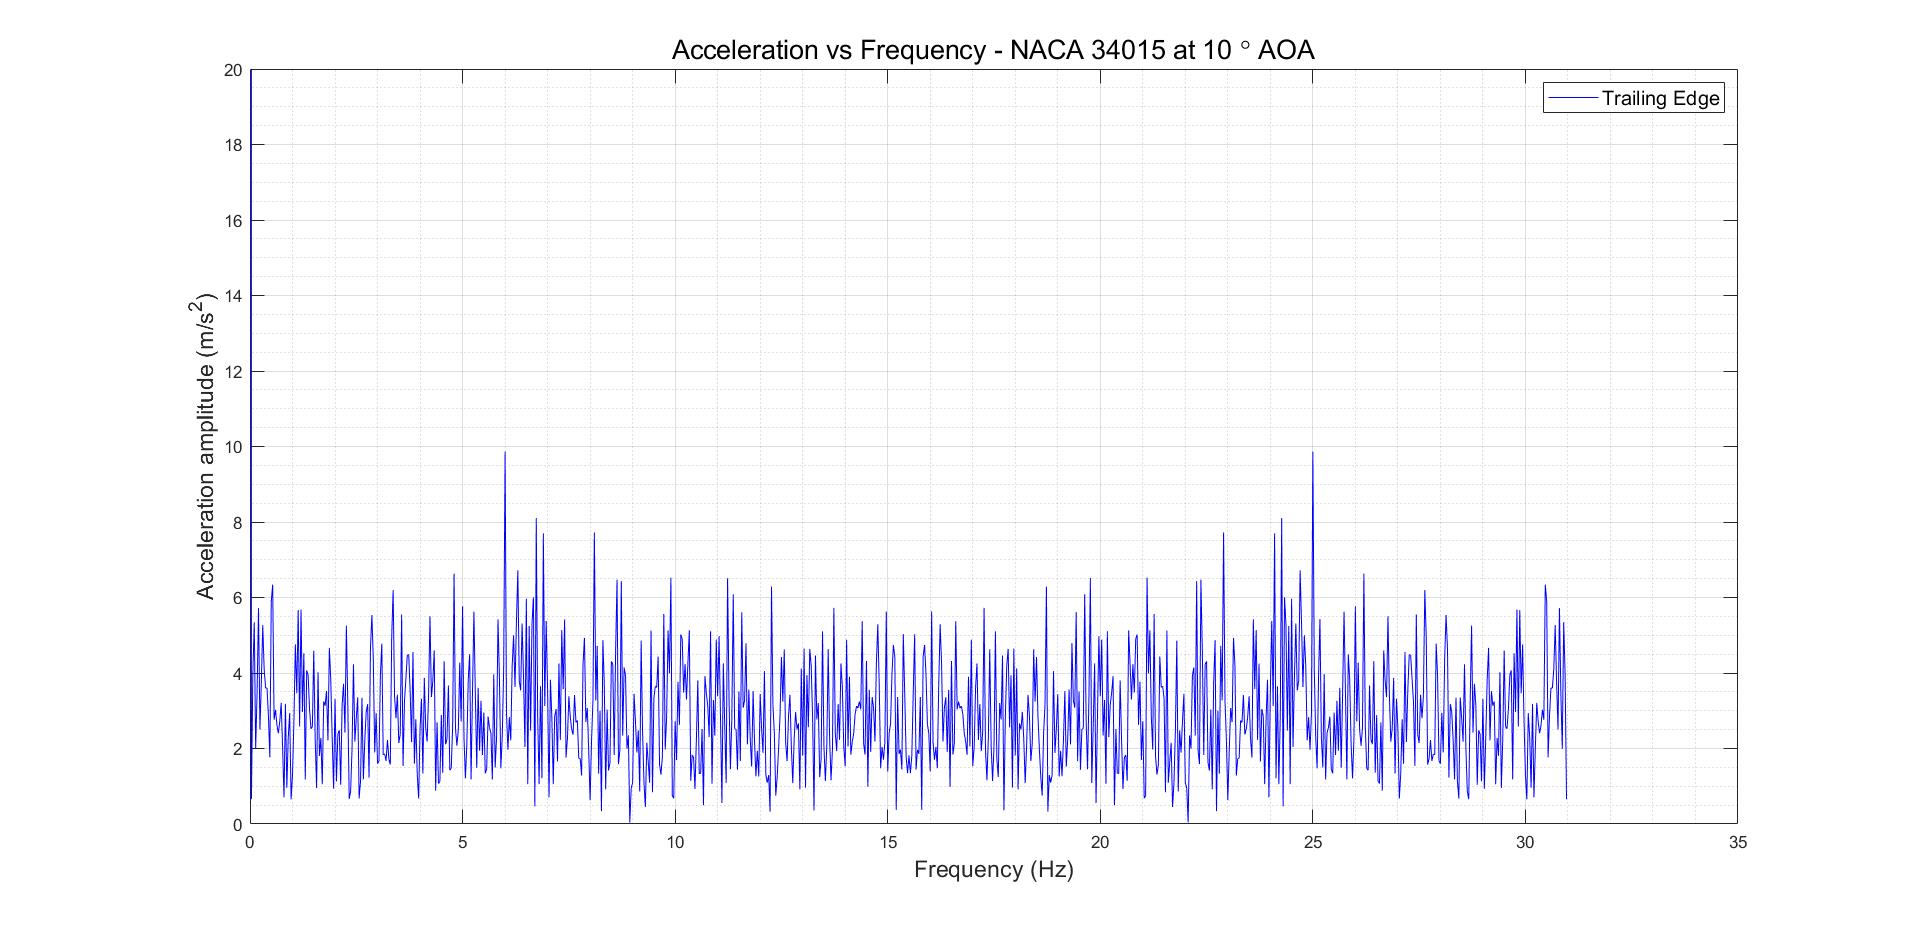 Acceleration vs Frequency - NACA 34015 at 10 ° AOA
Trailing Edge
Acceleration amplitude (m/s²)
20
18
16
14
12
10
8
6
4
2
0
0 5 10 15 20 25 30 35
Frequency (Hz)